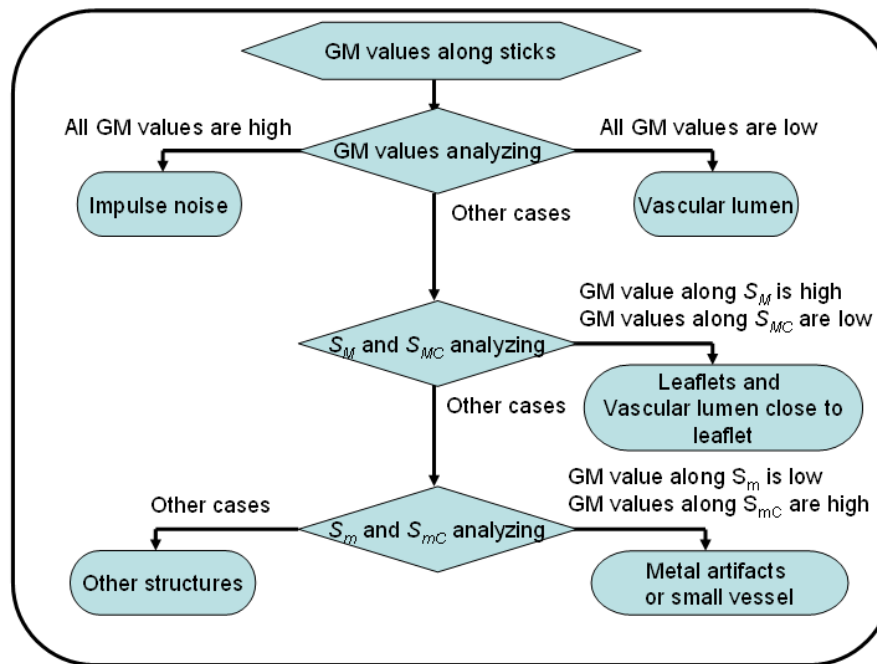 GM values along sticks
All GM values are high
All GM values are low
GM values analyzing
Impulse noise
Vascular lumen
Other cases
GM value along S_M is high
GM values along S_MC are low
S_M and S_MC analyzing
Leaflets and
Vascular lumen close to
leaflet
Other cases
GM value along S_m is low
GM values along S_mC are high
Other cases
S_m and S_mC analyzing
Other structures
Metal artifacts
or small vessel